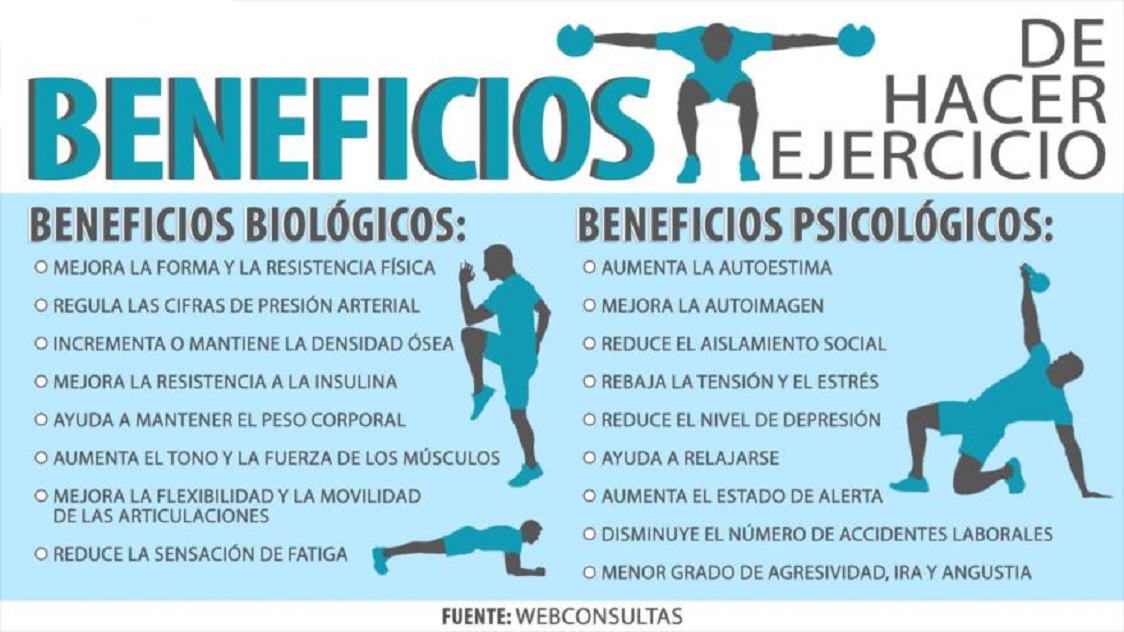 BENEFICIOS
DE
HACER
EJERCICIO
BENEFICIOS BIOLÓGICOS:
MEJORA LA FORMA Y LA RESISTENCIA FÍSICA
REGULA LAS CIFRAS DE PRESIÓN ARTERIAL
INCREMENTA O MANTIENE LA DENSIDAD ÓSEA
MEJORA LA RESISTENCIA A LA INSULINA
AYUDA A MANTENER EL PESO CORPORAL
AUMENTA EL TONO Y LA FUERZA DE LOS MÚSCULOS
MEJORA LA FLEXIBILIDAD Y LA MOVILIDAD
DE LAS ARTICULACIONES
REDUCE LA SENSACIÓN DE FATIGA
BENEFICIOS PSICOLÓGICOS:
AUMENTA LA AUTOESTIMA
MEJORA LA AUTOIMAGEN
REDUCE EL AISLAMIENTO SOCIAL
REBAJA LA TENSIÓN Y EL ESTRÉS
REDUCE EL NIVEL DE DEPRESIÓN
AYUDA A RELAJARSE
AUMENTA EL ESTADO DE ALERTA
DISMINUYE EL NÚMERO DE ACCIDENTES LABORALES
MENOR GRADO DE AGRESIVIDAD, IRA Y ANGUSTIA
FUENTE: WEBCONSULTAS